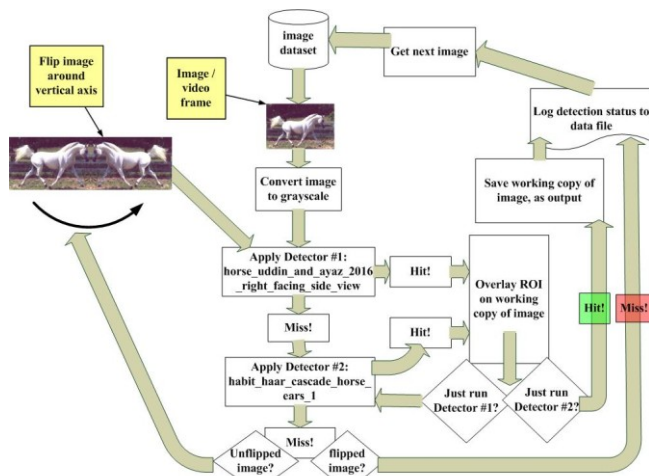 image
dataset
Get next image
Flip image
around
vertical axis
Image /
video
frame
Log detection status to
data file
Convert image
to grayscale
Save working copy of
image, as output
Apply Detector #1:
horse_uddin_and_ayaz_2016
_right_facing_side_view
Hit!
Overlay ROI
on working
copy of image
Hit!
Miss!
Miss!
Hit!
Apply Detector #2:
habit_haar_cascade_horse_
ears_1
Just run
Detector #1?
Just run
Detector #2?
Miss!
Unflipped
image?
flipped
image?